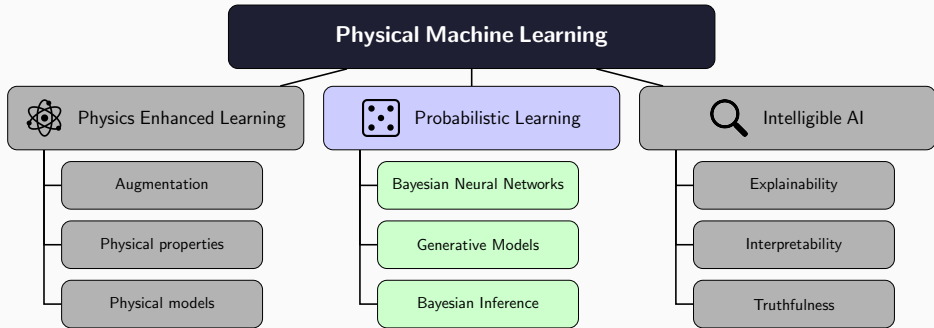 Physical Machine Learning
Physics Enhanced Learning
Augmentation
Physical properties
Physical models
Probabilistic Learning
Bayesian Neural Networks
Generative Models
Bayesian Inference
Intelligible AI
Explainability
Interpretability
Truthfulness